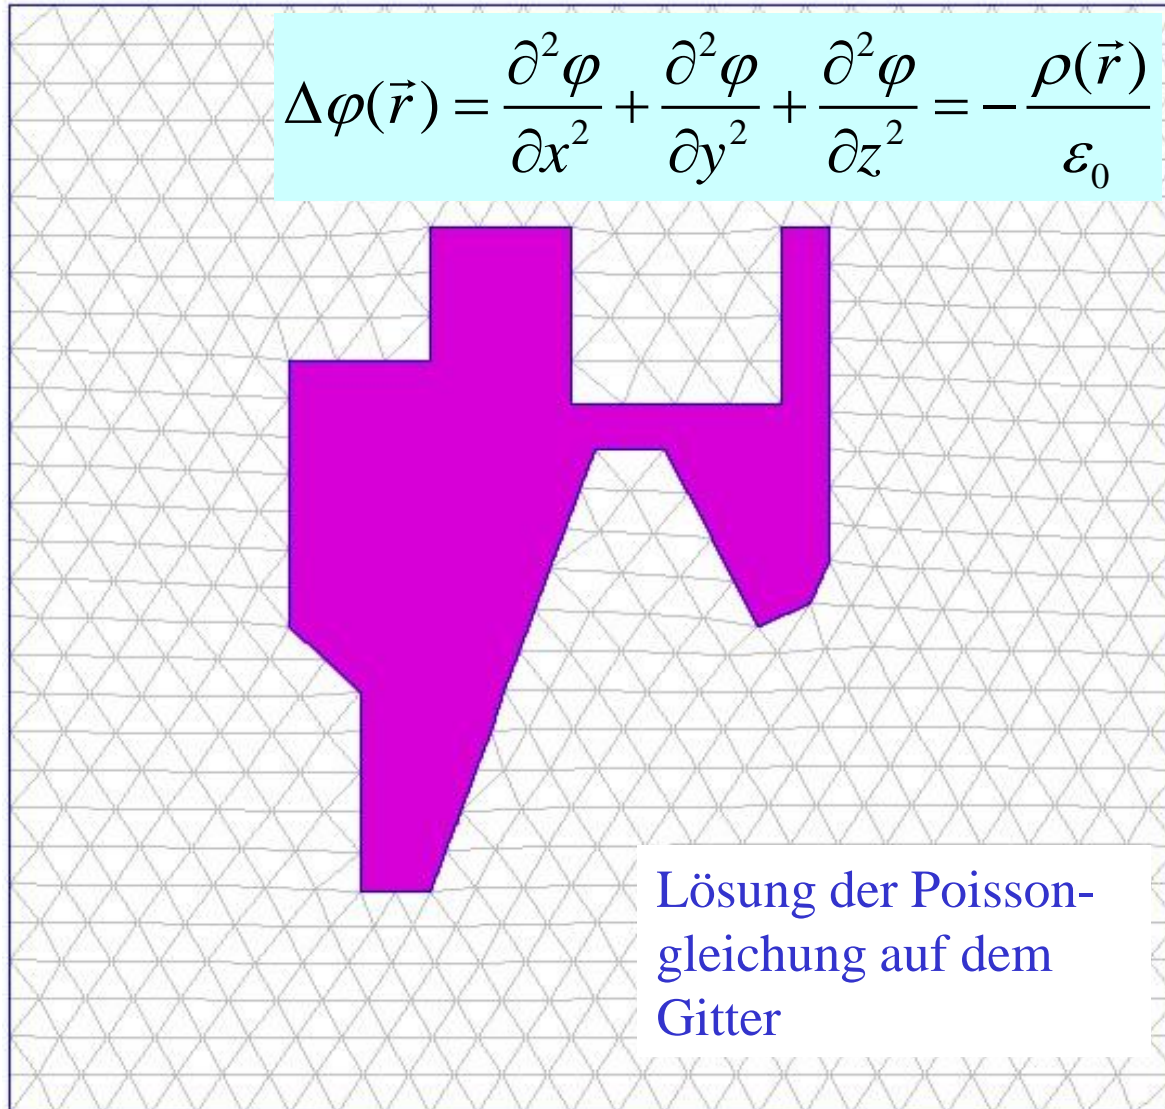 Δφ(r⃗) = ∂²φ/∂x² + ∂²φ/∂y² + ∂²φ/∂z² = − ρ(r⃗)/ε₀
Lösung der Poisson-
gleichung auf dem
Gitter